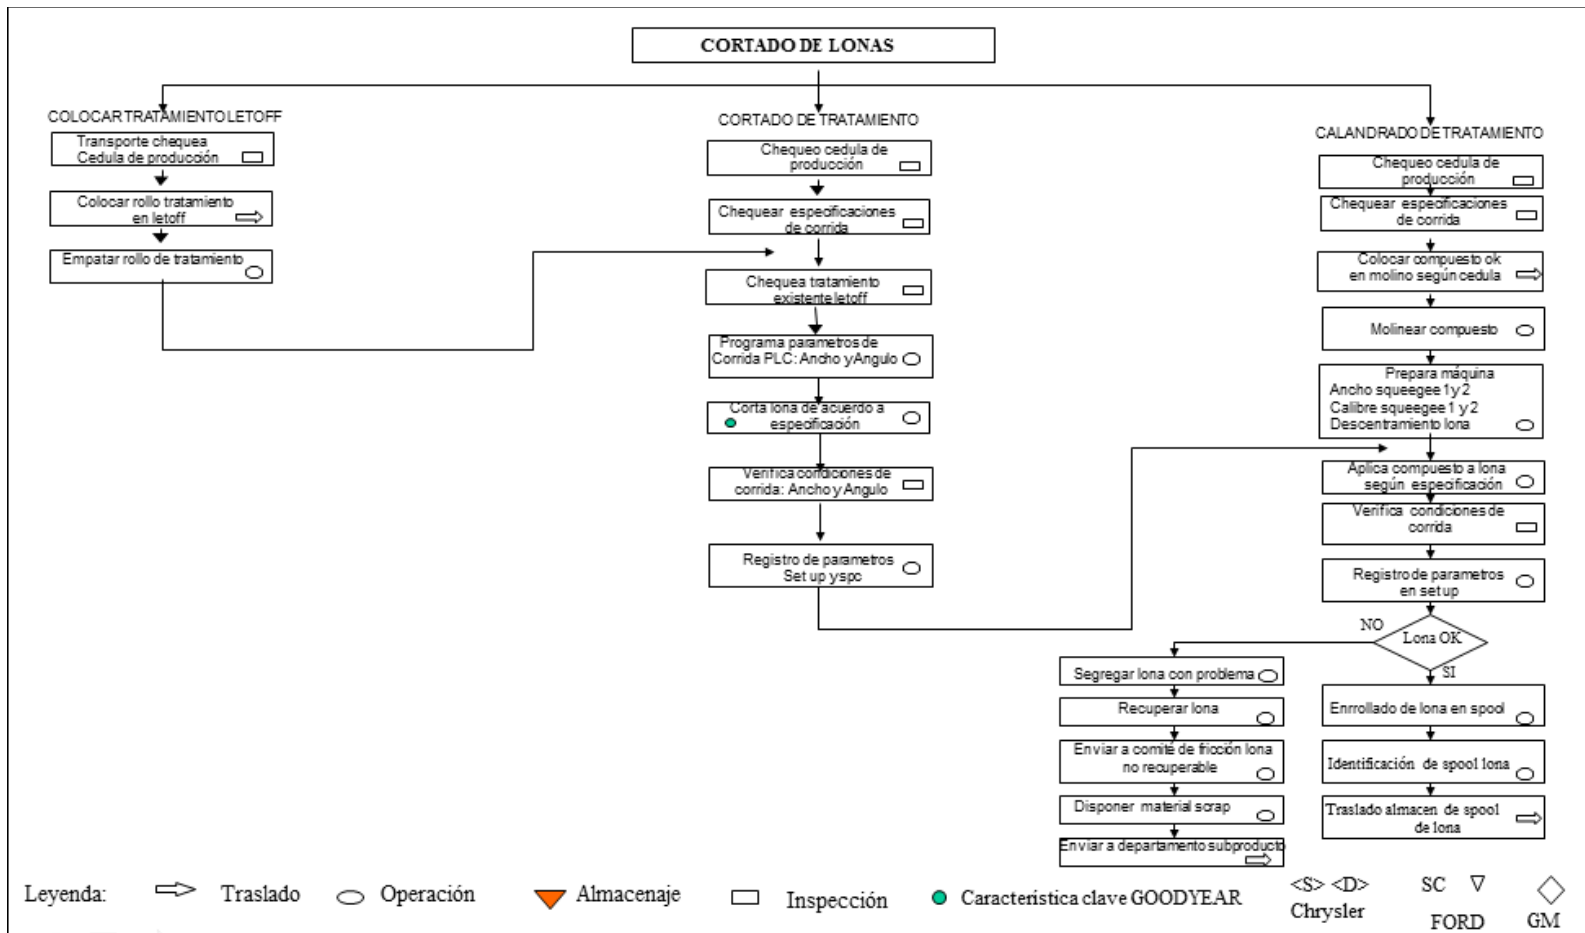 CORTADO DE LONAS
COLOCAR TRATAMIENTO LETOFF
Transporte chequea
Cedula de producción
Colocar rollo tratamiento
en letoff
Empatar rollo de tratamiento
CORTADO DE TRATAMIENTO
Chequeo cedula de
producción
Chequear especificaciones
de corrida
Chequea tratamiento
existente letoff
Programa parametros de
Corrida PLC: Ancho y Angulo
Corta lona de acuerdo a
especificación
Verifica condiciones de
corrida: Ancho y Angulo
Registro de parametros
Set up y spc
CALANDRADO DE TRATAMIENTO
Chequeo cedula de
producción
Chequear especificaciones
de corrida
Colocar compuesto ok
en molino según cedula
Molinear compuesto
Prepara máquina
Ancho squeegee 1 y 2
Calibre squeegee 1 y 2
Descentramiento lona
Aplica compuesto a lona
según especificación
Verifica condiciones de
corrida
Registro de parametros
en set up
Lona OK
NO
SI
Segregar lona con problema
Recuperar lona
Enviar a comité de fricción lona
no recuperable
Disponer material scrap
Enviar a departamento subproducto
Enrrollado de lona en spool
Identificación de spool lona
Traslado almacen de spool
de lona
Leyenda:
Traslado
Operación
Almacenaje
Inspección
Característica clave GOODYEAR
<S> <D>
Chrysler
SC
FORD
GM